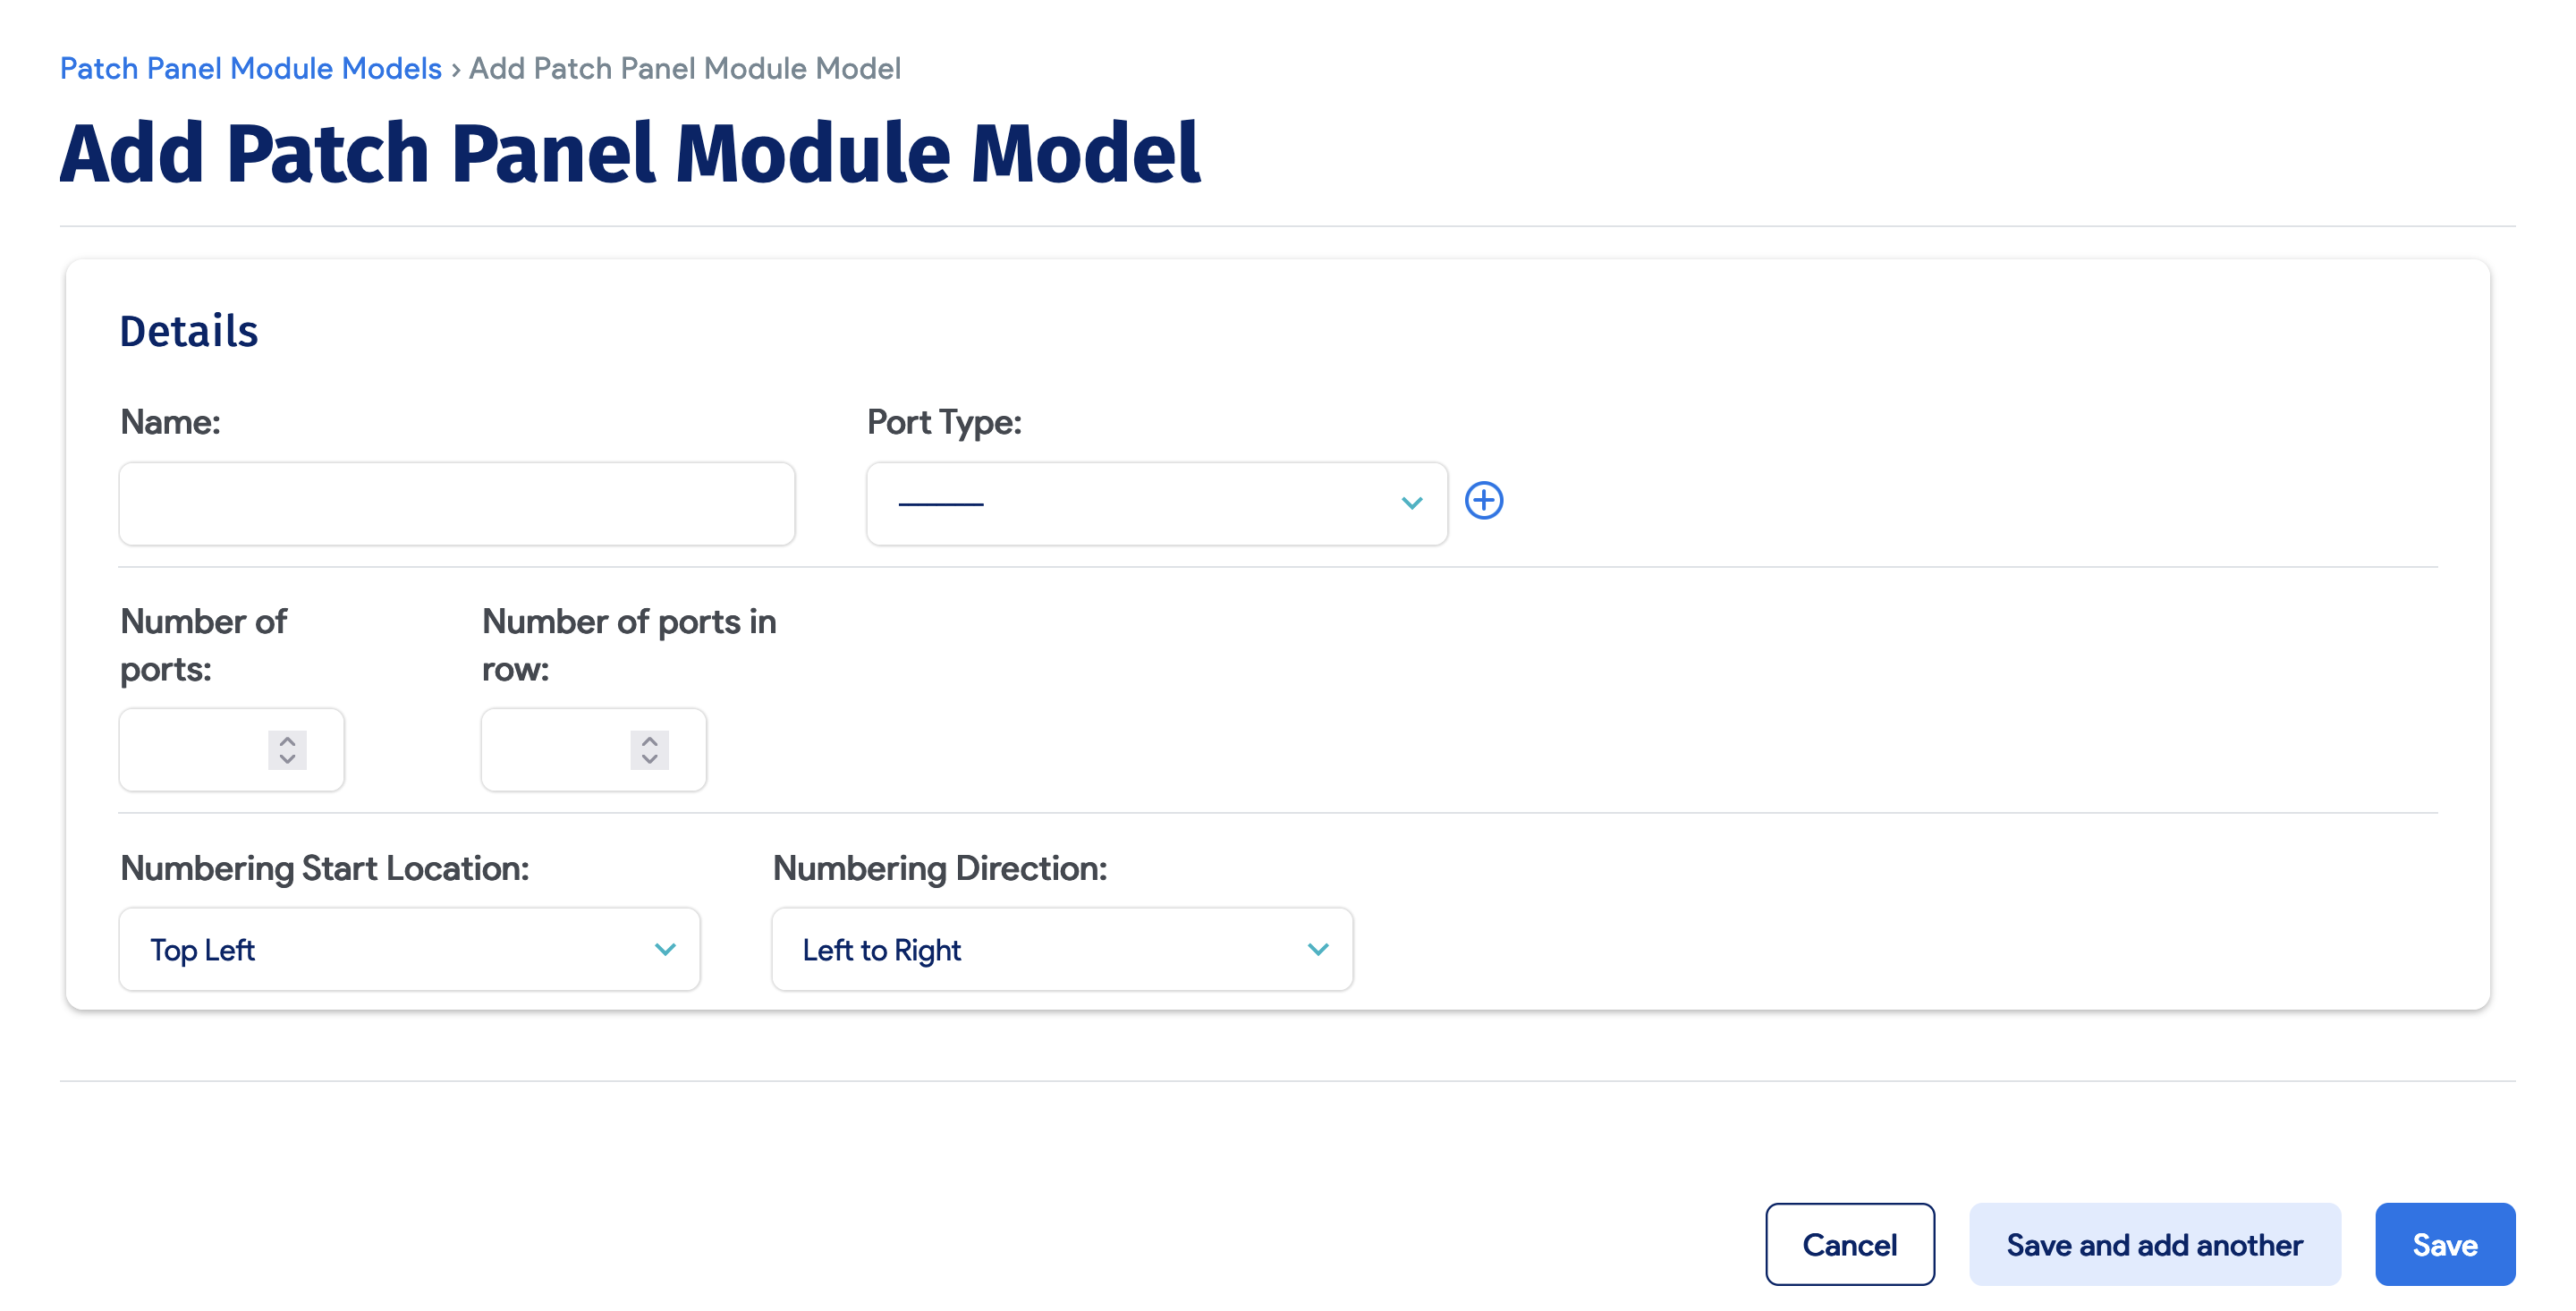 Patch Panel Module Models › Add Patch Panel Module Model
Add Patch Panel Module Model
Details
Name:
Port Type:
Number of
ports:
Number of ports in
row:
Numbering Start Location:
Numbering Direction:
Top Left
Left to Right
Cancel
Save and add another
Save